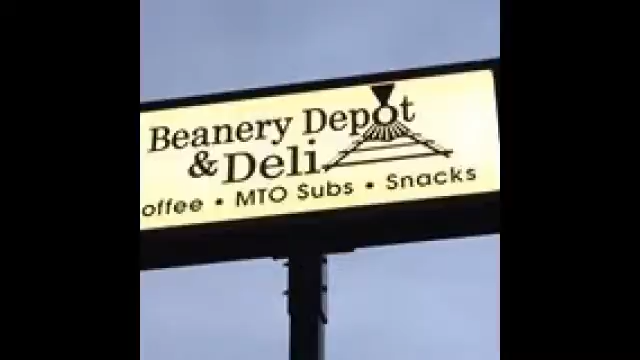 Beanery Depot
& Deli
offee • MTO Subs • Snacks